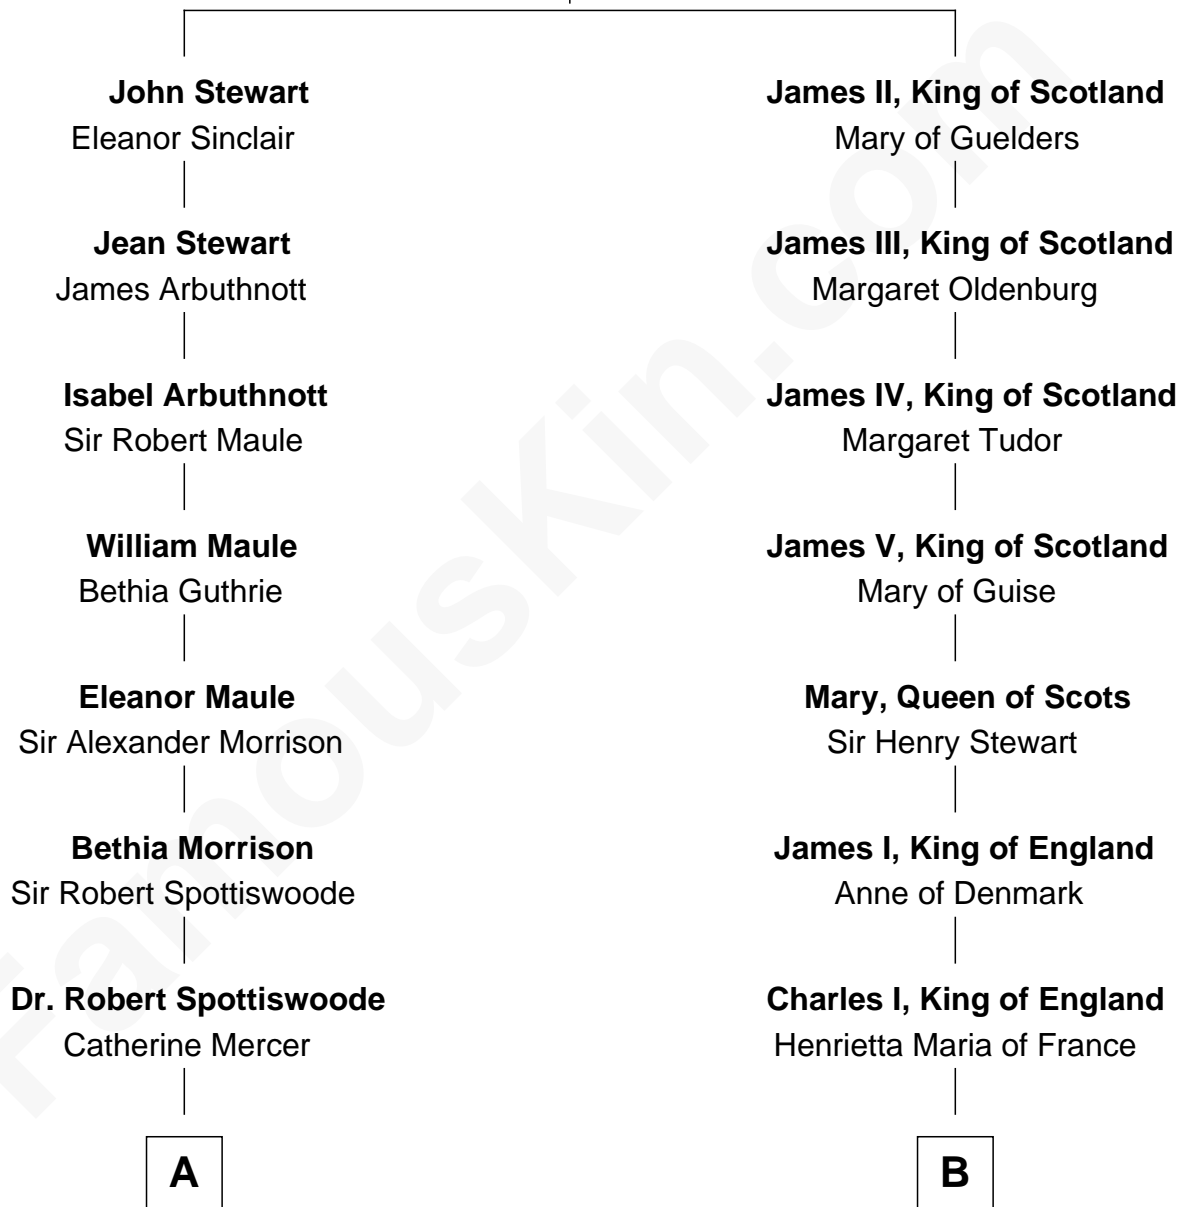 John Stewart
Eleanor Sinclair
Jean Stewart
James Arbuthnott
Isabel Arbuthnott
Sir Robert Maule
William Maule
Bethia Guthrie
Eleanor Maule
Sir Alexander Morrison
Bethia Morrison
Sir Robert Spottiswoode
Dr. Robert Spottiswoode
Catherine Mercer
A
James II, King of Scotland
Mary of Guelders
James III, King of Scotland
Margaret Oldenburg
James IV, King of Scotland
Margaret Tudor
James V, King of Scotland
Mary of Guise
Mary, Queen of Scots
Sir Henry Stewart
James I, King of England
Anne of Denmark
Charles I, King of England
Henrietta Maria of France
B
FamousKin.com